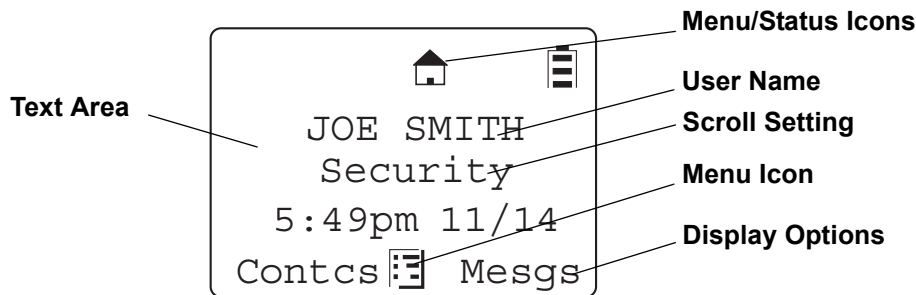 Menu/Status Icons
User Name
Text Area
Scroll Setting
JOE SMITH
Security
Menu Icon
5:49pm 11/14
Display Options
Contcs Mesgs